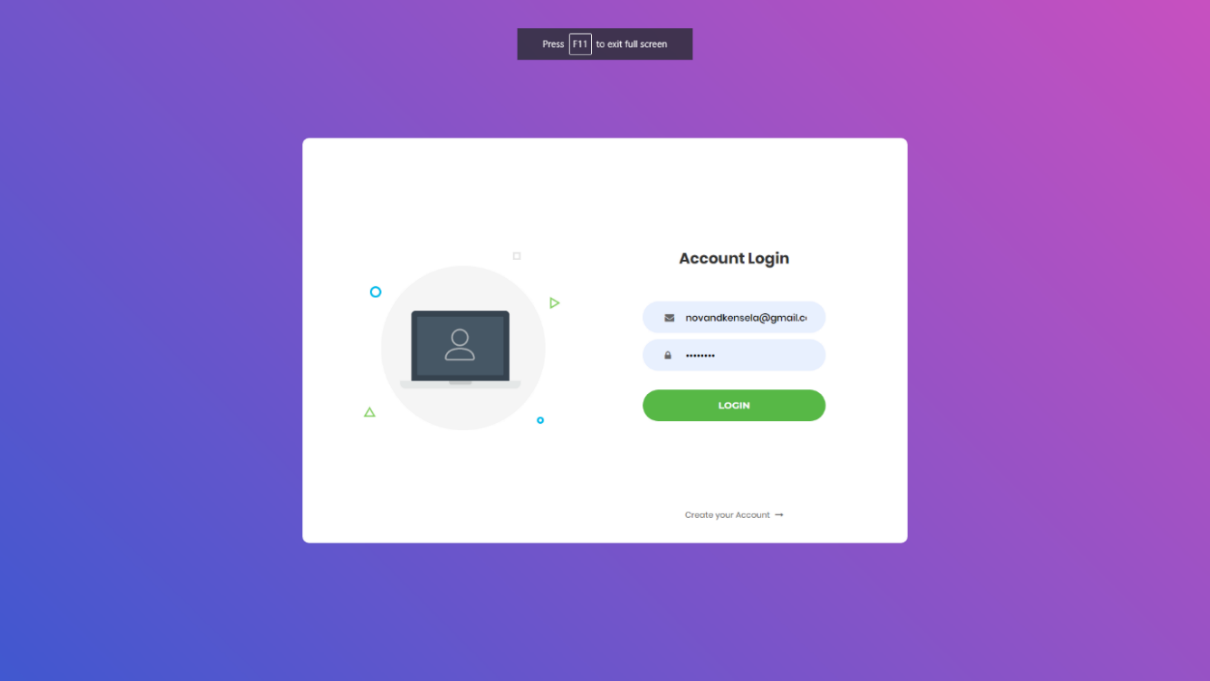 Press F11 to exit full screen
Account Login
novandkensela@gmail.c
••••••••
LOGIN
Create your Account →